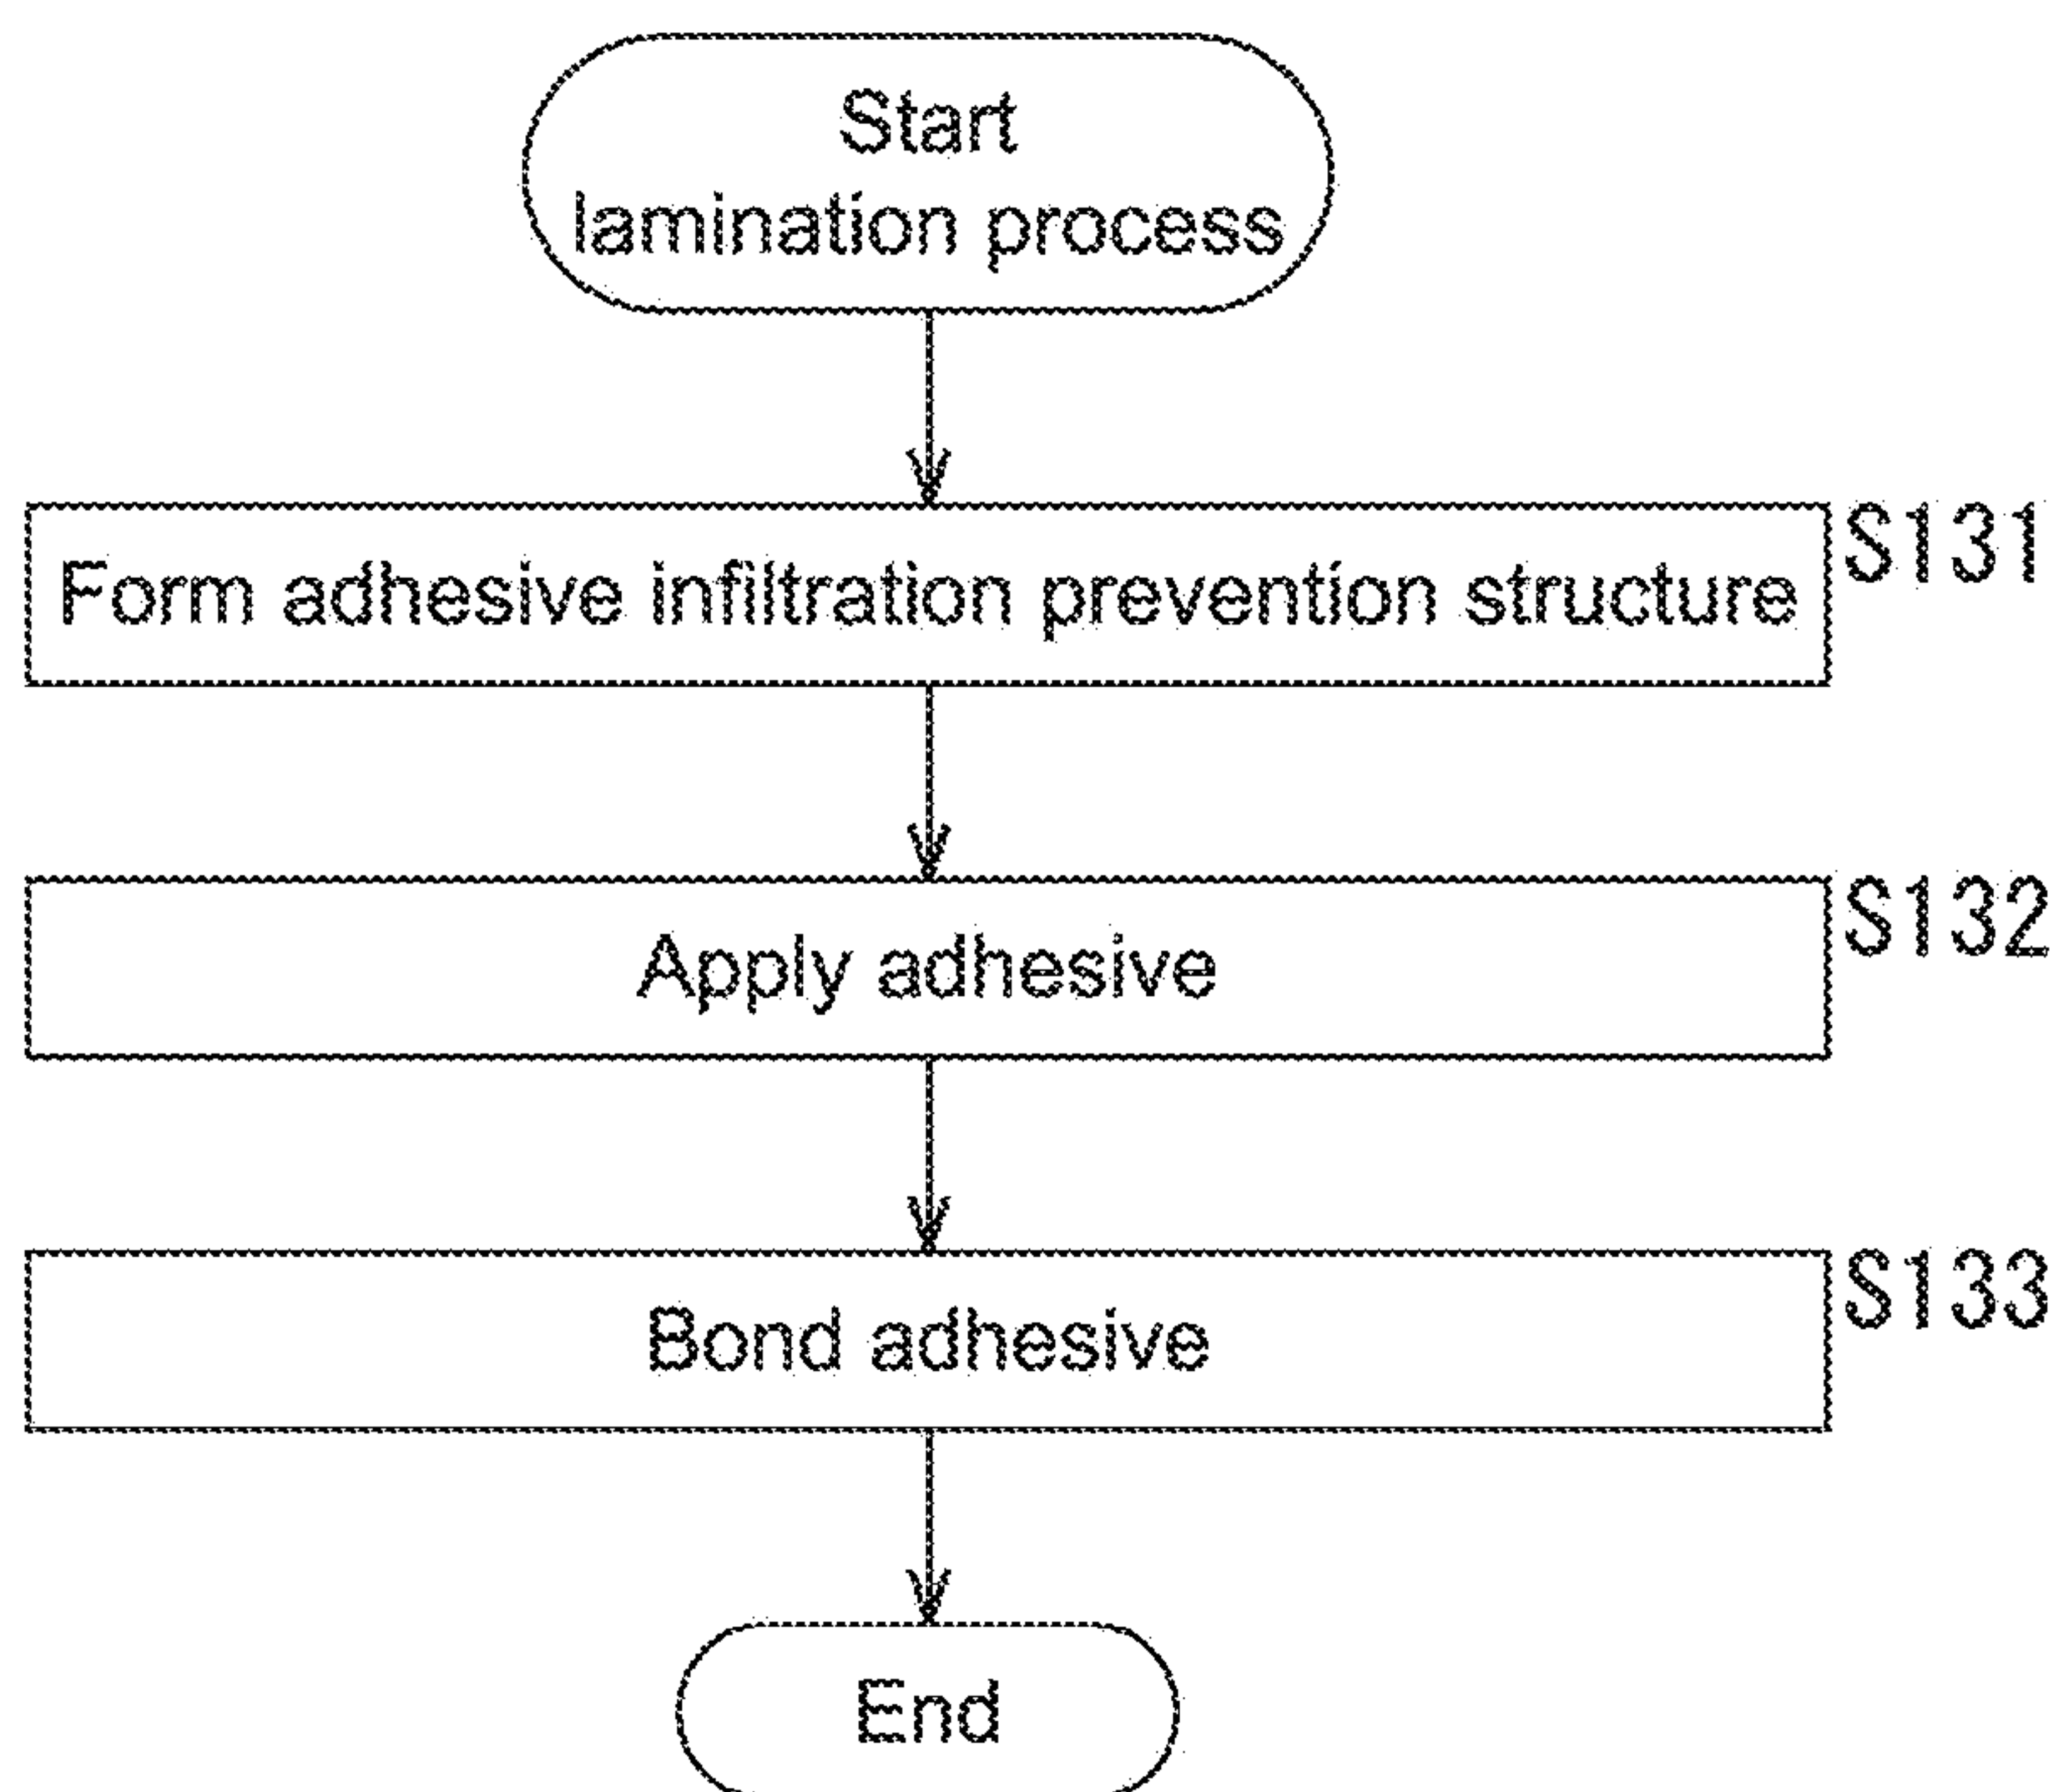 Start
lamination process
Form adhesive infiltration prevention structure
S131
Apply adhesive
S132
Bond adhesive
S133
End